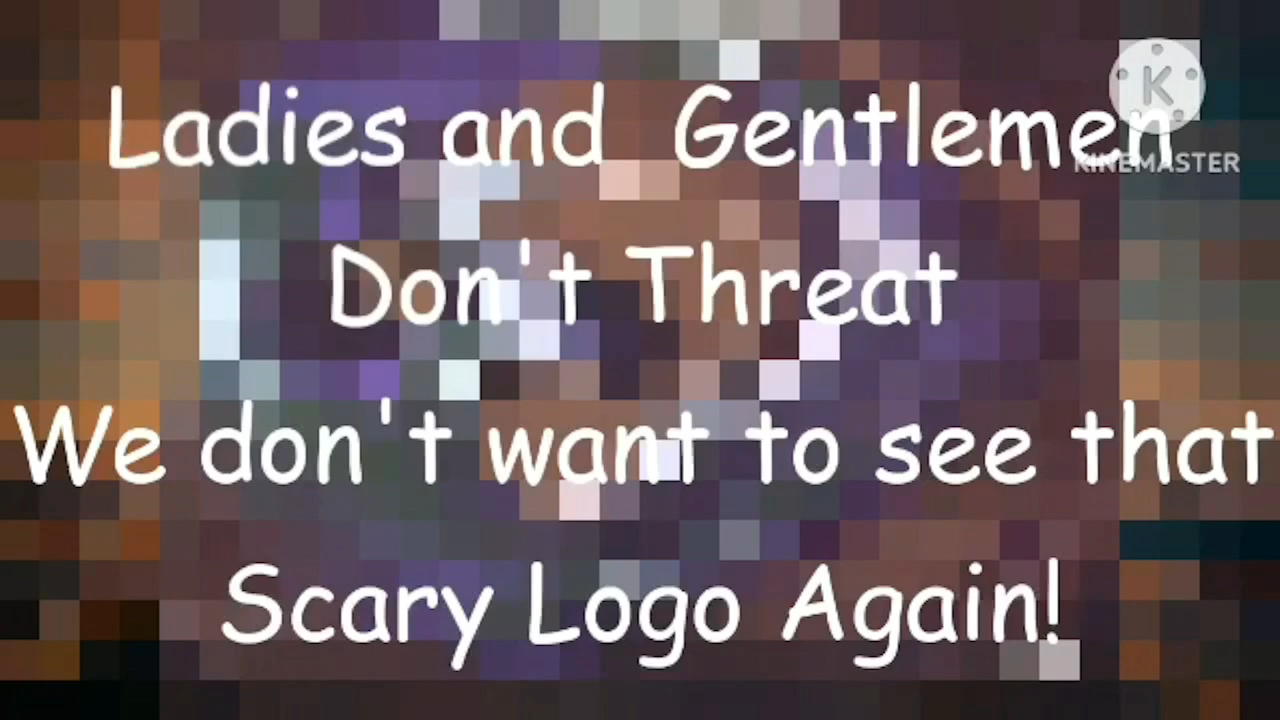 Ladies and Gentlemen
KINEMASTER
Don't Threat
We don't want to see that
Scary Logo Again!